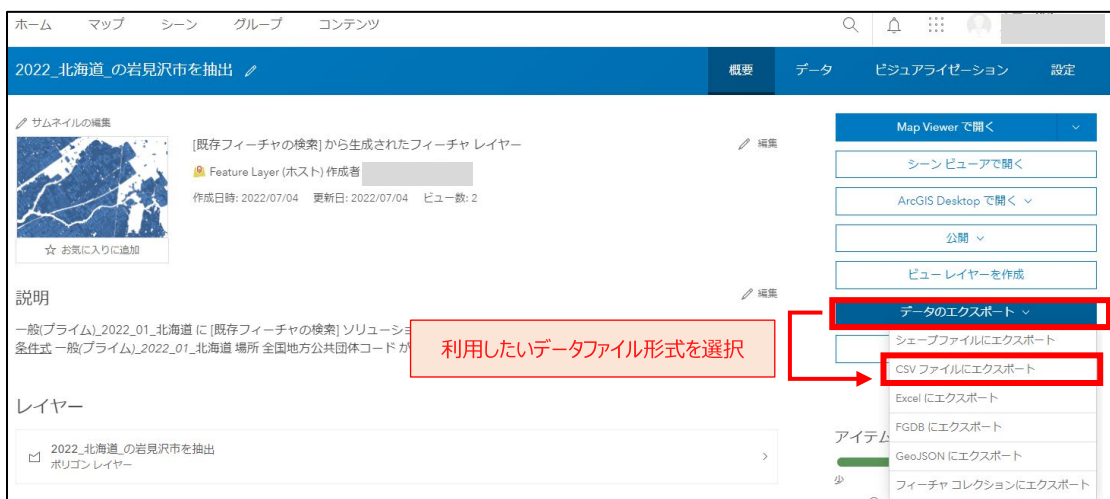 ホーム マップ シーン グループ コンテンツ
2022_北海道_の岩見沢市を抽出
概要 データ ビジュアライゼーション 設定
サムネイルの編集
[既存フィーチャの検索] から生成されたフィーチャ レイヤー
編集
Feature Layer (ホスト) 作成者
作成日時: 2022/07/04 更新日: 2022/07/04 ビュー数: 2
☆ お気に入りに追加
Map Viewer で開く
シーン ビューアで開く
ArcGIS Desktop で開く
公開
ビュー レイヤーを作成
データのエクスポート
シェープファイルにエクスポート
CSV ファイルにエクスポート
Excel にエクスポート
FGDB にエクスポート
GeoJSON にエクスポート
フィーチャ コレクションにエクスポート
説明
編集
一般(プライム)_2022_01_北海道 に [既存フィーチャの検索] ソリューショ
条件式 一般(プライム)_2022_01_北海道 場所 全国地方公共団体コード が
利用したいデータファイル形式を選択
レイヤー
2022_北海道_の岩見沢市を抽出
ポリゴン レイヤー
アイテム
少